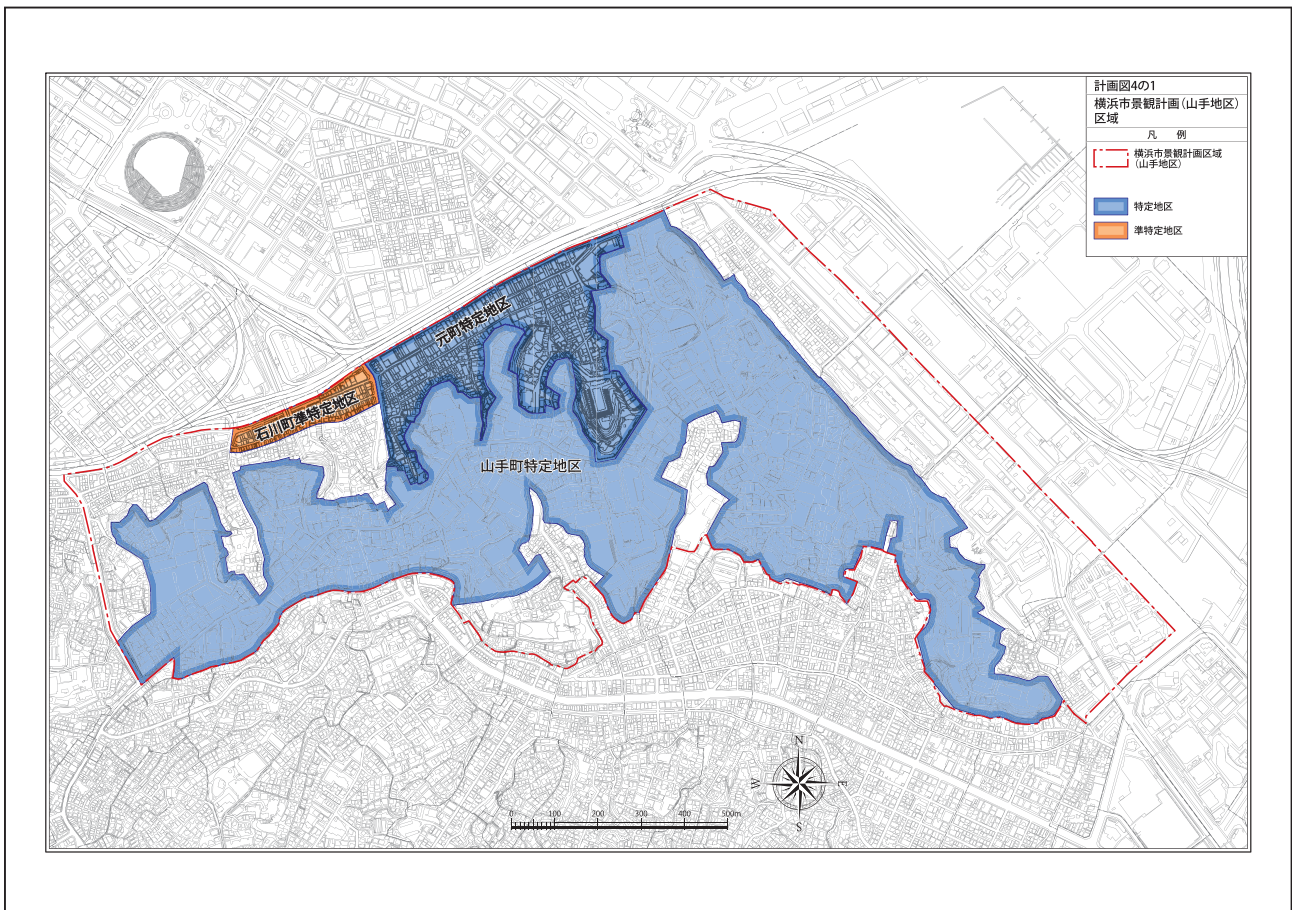 計画図4の1
横浜市景観計画(山手地区)
区域
凡 例
横浜市景観計画区域
(山手地区)
特定地区
準特定地区
元町特定地区
石川町準特定地区
山手町特定地区
N
W
E
S
0 100 200 300 400 500m